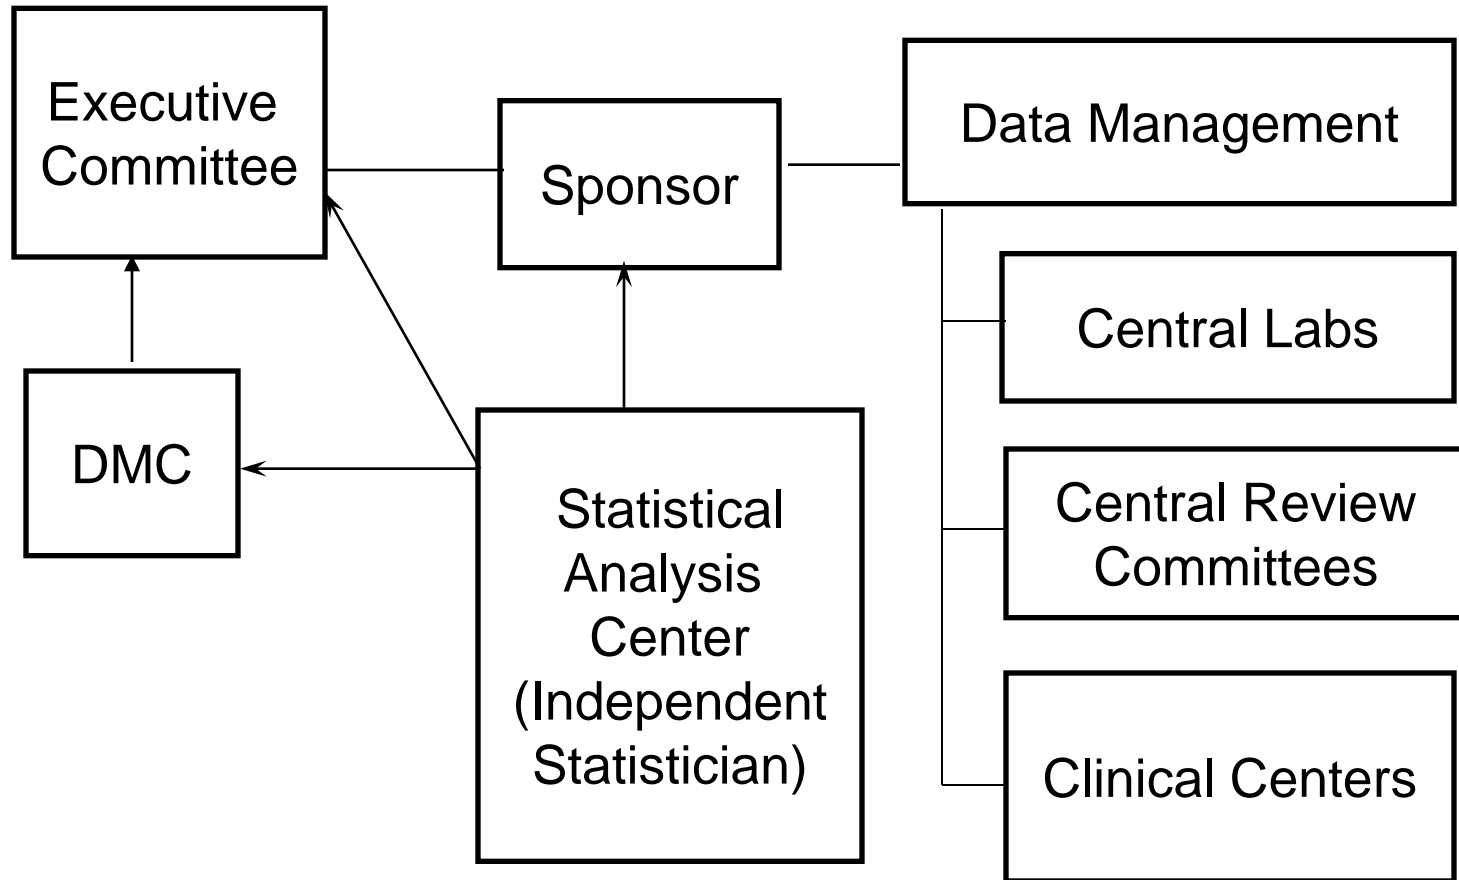 Executive
Committee
Sponsor
Data Management
Central Labs
DMC
Central Review
Committees
Statistical
Analysis
Center
(Independent
Statistician)
Clinical Centers